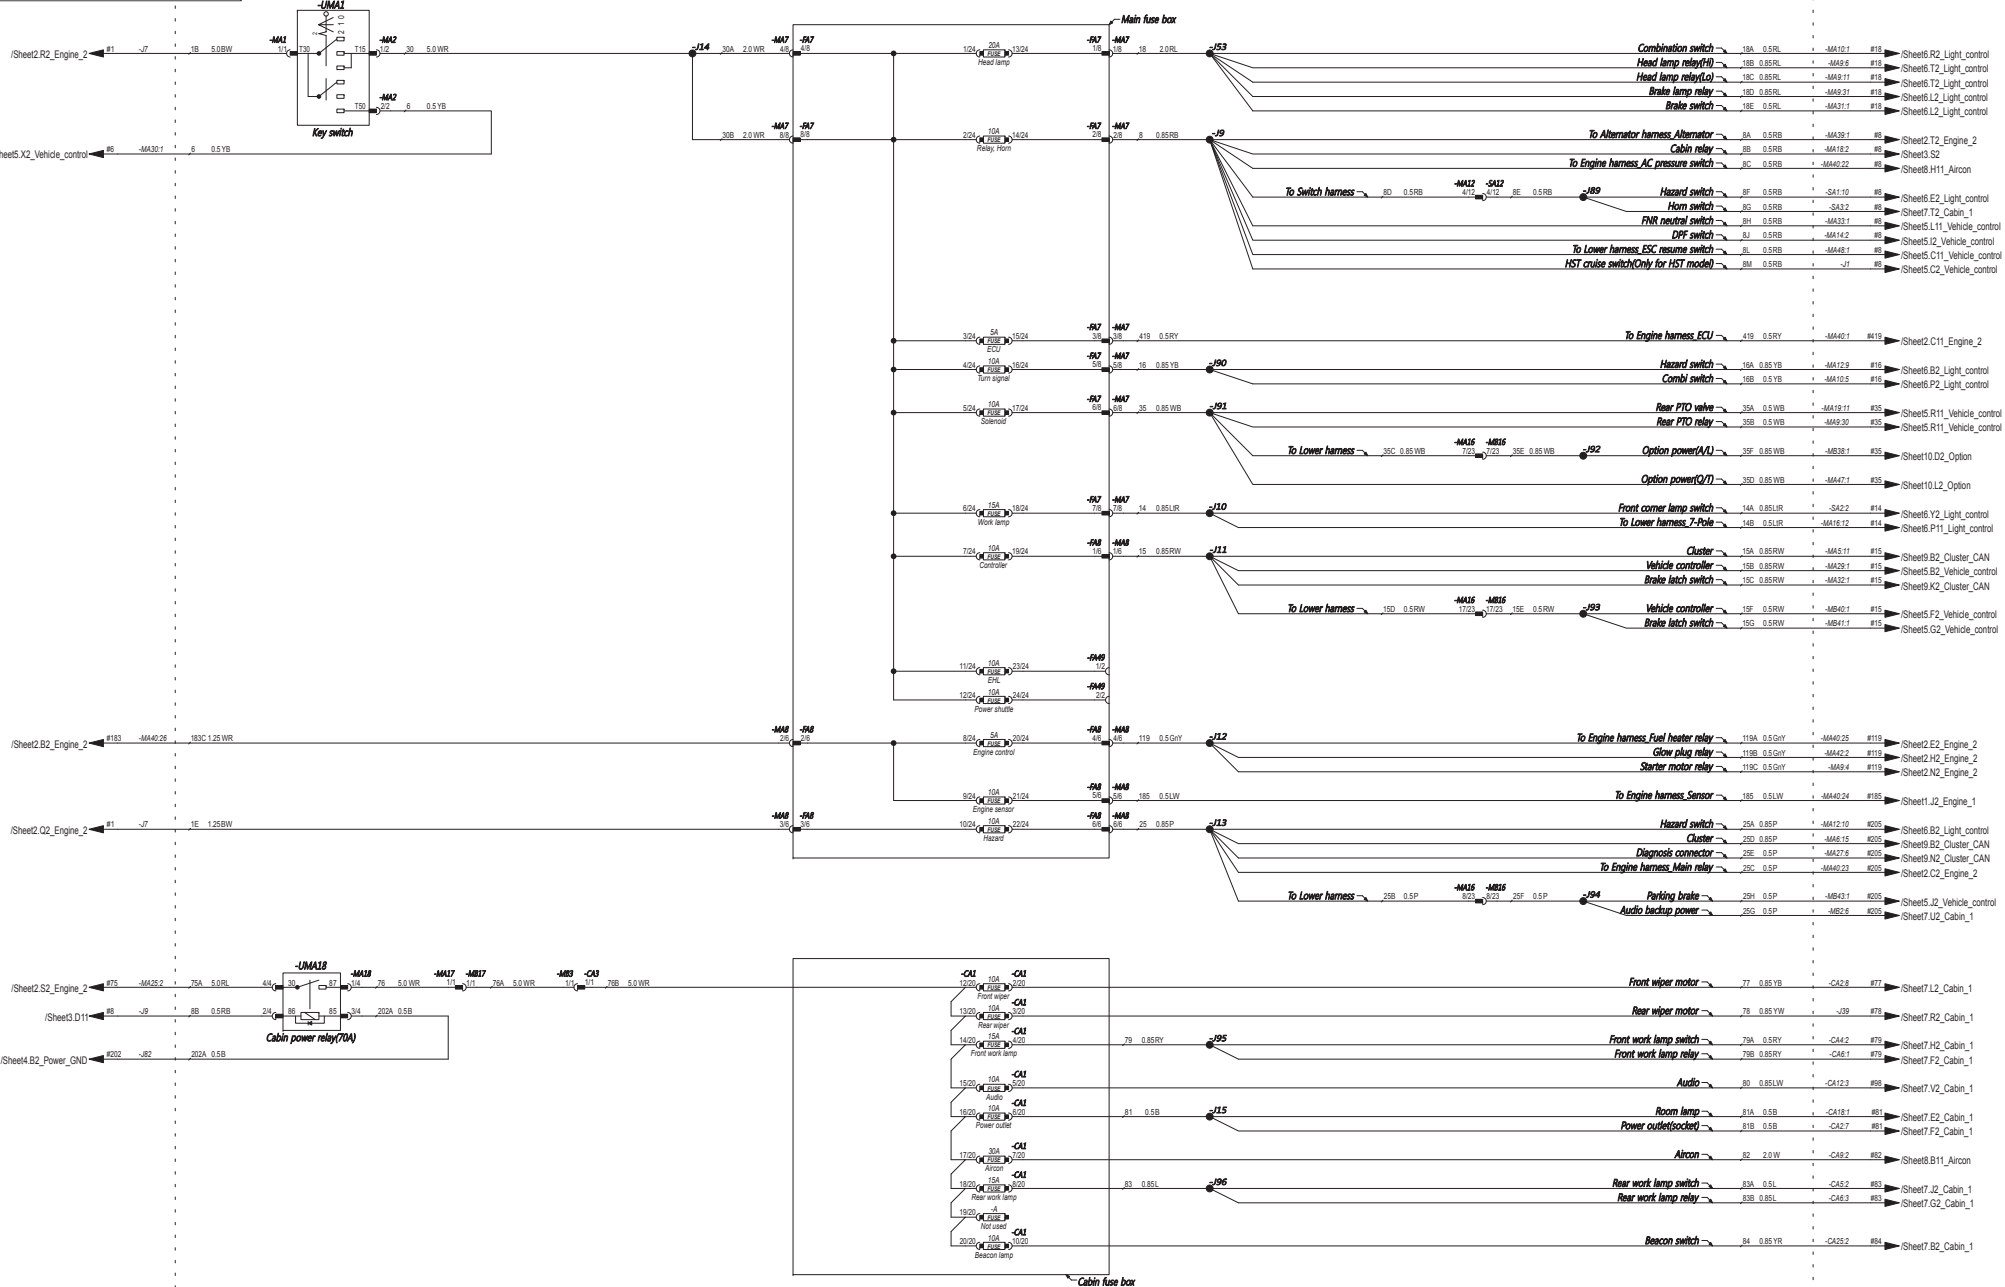 -UMA1
-MA1 1/1 T30 2 1 0 2 1 0 T15 -MA2 1/2 30 5.0WR
/Sheet2.R2_Engine_2 #1 -J7 1B 5.0BW
T50 -MA2 2/2 6 0.5YB
Key switch
/Sheet5.X2_Vehicle_control #6 -MA30:1 6 0.5YB
-J14 30A 2.0WR -MA7 4/8 -FA7 4/8
30B 2.0WR -MA7 8/8 -FA7 8/8
Main fuse box
1/24 20A FUSE 13/24 Head lamp -FA7 1/8 -MA7 1/8 18 2.0RL -J53
Combination switch 18A 0.5RL -MA10:1 #18 /Sheet6.R2_Light_control
Head lamp relay(Hi) 18B 0.85RL -MA9:6 #18 /Sheet6.T2_Light_control
Head lamp relay(Lo) 18C 0.85RL -MA9:11 #18 /Sheet6.T2_Light_control
Brake lamp relay 18D 0.85RL -MA9:31 #18 /Sheet6.L2_Light_control
Brake switch 18E 0.5RL -MA31:1 #18 /Sheet6.L2_Light_control
2/24 10A FUSE 14/24 Relay, Horn -FA7 2/8 -MA7 2/8 8 0.85RB -J9
To Alternator harness_Alternator 8A 0.5RB -MA39:1 #8 /Sheet2.T2_Engine_2
Cabin relay 8B 0.5RB -MA18:2 #8 /Sheet3.S2
To Engine harness_AC pressure switch 8C 0.5RB -MA40:22 #8 /Sheet8.H11_Aircon
To Switch harness 8D 0.5RB -MA12 4/12 -SA12 4/12 8E 0.5RB -J89 Hazard switch 8F 0.5RB -SA1:10 #8 /Sheet6.E2_Light_control
Horn switch 8G 0.5RB -SA3:2 #8 /Sheet7.T2_Cabin_1
FNR neutral switch 8H 0.5RB -MA33:1 #8 /Sheet5.L11_Vehicle_control
DPF switch 8J 0.5RB -MA14:2 #8 /Sheet5.I2_Vehicle_control
To Lower harness_ESC resume switch 8L 0.5RB -MA48:1 #8 /Sheet5.C11_Vehicle_control
HST cruise switch(Only for HST model) 8M 0.5RB -J1 #8 /Sheet5.C2_Vehicle_control
3/24 5A FUSE 15/24 ECU -FA7 3/8 -MA7 3/8 419 0.5RY To Engine harness_ECU 419 0.5RY -MA40:1 #419 /Sheet2.C11_Engine_2
4/24 10A FUSE 16/24 Turn signal -FA7 5/8 -MA7 5/8 16 0.85YB -J90 Hazard switch 16A 0.85YB -MA12:9 #16 /Sheet6.B2_Light_control
Combi switch 16B 0.5YB -MA10:5 #16 /Sheet6.P2_Light_control
5/24 10A FUSE 17/24 Solenoid -FA7 6/8 -MA7 6/8 35 0.85WB -J91 Rear PTO valve 35A 0.5WB -MA19:11 #35 /Sheet5.R11_Vehicle_control
Rear PTO relay 35B 0.5WB -MA9:30 #35 /Sheet5.R11_Vehicle_control
To Lower harness 35C 0.85WB -MA16 7/23 -MB16 7/23 35E 0.85WB -J92 Option power(A/L) 35F 0.85WB -MB38:1 #35 /Sheet10.D2_Option
Option power(Q/T) 35D 0.85WB -MA47:1 #35 /Sheet10.L2_Option
6/24 15A FUSE 18/24 Work lamp -FA7 7/8 -MA7 7/8 14 0.85LtR -J10 Front corner lamp switch 14A 0.85LtR -SA2:2 #14 /Sheet6.Y2_Light_control
To Lower harness_7-Pole 14B 0.5LtR -MA16:12 #14 /Sheet6.P11_Light_control
7/24 10A FUSE 19/24 Controller -FA8 1/6 -MA8 1/6 15 0.85RW -J11 Cluster 15A 0.85RW -MA5:11 #15 /Sheet9.B2_Cluster_CAN
Vehicle controller 15B 0.85RW -MA29:1 #15 /Sheet5.B2_Vehicle_control
Brake latch switch 15C 0.85RW -MA32:1 #15 /Sheet9.K2_Cluster_CAN
To Lower harness 15D 0.5RW -MA16 17/23 -MB16 17/23 15E 0.5RW -J93 Vehicle controller 15F 0.5RW -MB40:1 #15 /Sheet5.F2_Vehicle_control
Brake latch switch 15G 0.5RW -MB41:1 #15 /Sheet5.G2_Vehicle_control
11/24 10A FUSE 23/24 EHL -FA49 1/2
12/24 10A FUSE 24/24 Power shuttle -FA49 2/2
/Sheet2.B2_Engine_2 #183 -MA40:26 183C 1.25WR -MA8 2/6 -FA8 2/6 8/24 5A FUSE 20/24 Engine control -FA8 4/6 -MA8 4/6 119 0.5GnY -J12 To Engine harness_Fuel heater relay 119A 0.5GnY -MA40:25 #119 /Sheet2.E2_Engine_2
Glow plug relay 119B 0.5GnY -MA42:2 #119 /Sheet2.H2_Engine_2
Starter motor relay 119C 0.5GnY -MA9:4 #119 /Sheet2.N2_Engine_2
9/24 10A FUSE 21/24 Engine sensor -FA8 5/6 -MA8 5/6 185 0.5LW To Engine harness_Sensor 185 0.5LW -MA40:24 #185 /Sheet1.J2_Engine_1
/Sheet2.Q2_Engine_2 #1 -J7 1E 1.25BW -MA8 3/6 -FA8 3/6 10/24 10A FUSE 22/24 Hazard -FA8 6/6 -MA8 6/6 25 0.85P -J13 Hazard switch 25A 0.85P -MA12:10 #205 /Sheet6.B2_Light_control
Cluster 25D 0.85P -MA6:15 #205 /Sheet9.B2_Cluster_CAN
Diagnosis connector 25E 0.5P -MA27:6 #205 /Sheet9.N2_Cluster_CAN
To Engine harness_Main relay 25C 0.5P -MA40:23 #205 /Sheet2.C2_Engine_2
To Lower harness 25B 0.5P -MA16 8/23 -MB16 8/23 25F 0.5P -J94 Parking brake 25H 0.5P -MB43:1 #205 /Sheet5.J2_Vehicle_control
Audio backup power 25G 0.5P -MB2:6 #205 /Sheet7.U2_Cabin_1
-UMA18
/Sheet2.S2_Engine_2 #75 -MA25:2 75A 5.0RL 4/4 30 87 -MA18 1/4 76 5.0WR -MA17 1/1 -MB17 1/1 76A 5.0WR -MB3 1/1 -CA3 1/1 76B 5.0WR
/Sheet3.D11 #8 -J9 8B 0.5RB 2/4 86 85 3/4 202A 0.5B
Cabin power relay(70A)
/Sheet4.B2_Power_GND #202 -J82 202A 0.5B
-CA1 12/20 10A FUSE -CA1 2/20 Front wiper Front wiper motor 77 0.85YB -CA2:8 #77 /Sheet7.L2_Cabin_1
13/20 10A FUSE -CA1 3/20 Rear wiper Rear wiper motor 78 0.85YW -J39 #78 /Sheet7.R2_Cabin_1
14/20 15A FUSE -CA1 4/20 Front work lamp 79 0.85RY -J95 Front work lamp switch 79A 0.5RY -CA4:2 #79 /Sheet7.H2_Cabin_1
Front work lamp relay 79B 0.85RY -CA6:1 #79 /Sheet7.F2_Cabin_1
15/20 10A FUSE -CA1 5/20 Audio Audio 80 0.85LW -CA12:3 #98 /Sheet7.V2_Cabin_1
16/20 10A FUSE -CA1 6/20 Power outlet 81 0.5B -J15 Room lamp 81A 0.5B -CA18:1 #81 /Sheet7.E2_Cabin_1
Power outlet(socket) 81B 0.5B -CA2:7 #81 /Sheet7.F2_Cabin_1
17/20 30A FUSE -CA1 7/20 Aircon Aircon 82 2.0W -CA9:2 #82 /Sheet8.B11_Aircon
18/20 15A FUSE -CA1 8/20 Rear work lamp 83 0.85L -J96 Rear work lamp switch 83A 0.5L -CA5:2 #83 /Sheet7.J2_Cabin_1
Rear work lamp relay 83B 0.85L -CA6:3 #83 /Sheet7.G2_Cabin_1
19/20 -A FUSE Not used
20/20 10A FUSE -CA1 10/20 Beacon lamp Beacon switch 84 0.85YR -CA25:2 #84 /Sheet7.B2_Cabin_1
Cabin fuse box